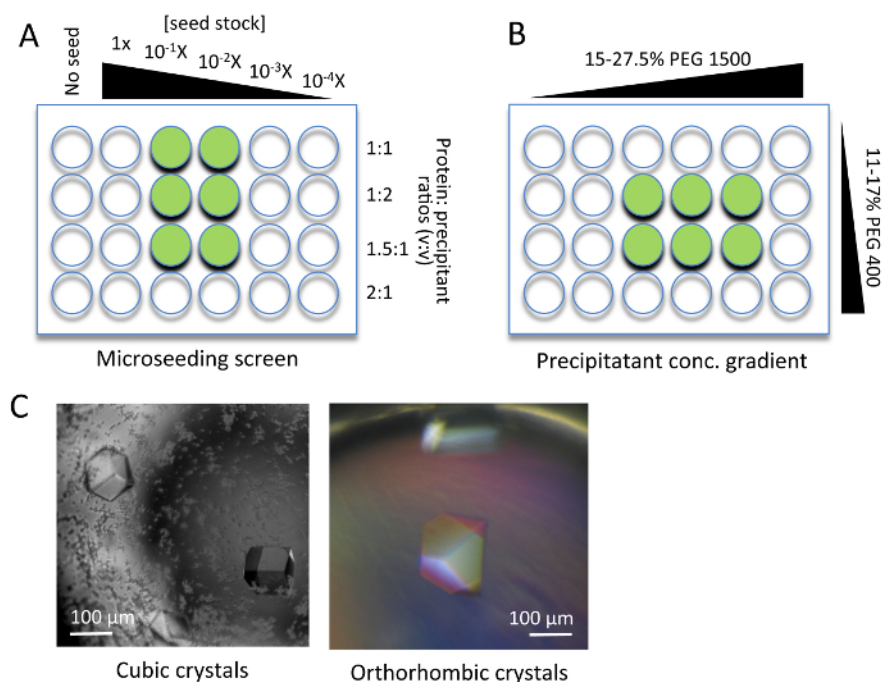 A
[seed stock]
No seed
1x
10-1X
10-2X
10-3X
10-4X
1:1
1:2
1.5:1
2:1
Protein: precipitant
ratios (v:v)
Microseeding screen
B
15-27.5% PEG 1500
11-17% PEG 400
Precipitatant conc. gradient
C
100 µm
Cubic crystals
100 µm
Orthorhombic crystals